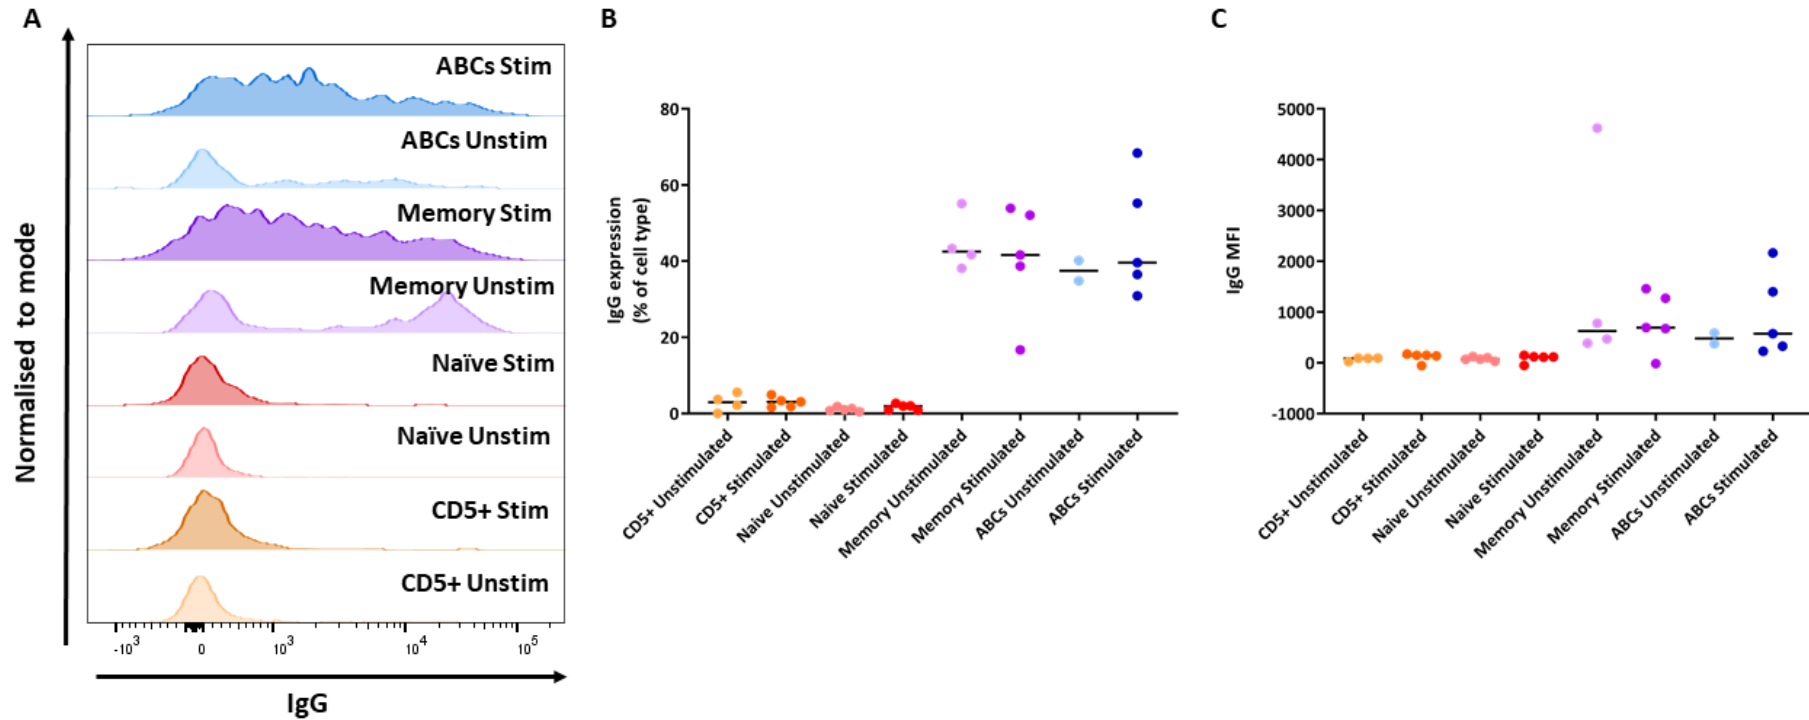 A
Normalised to mode
ABCs Stim
ABCs Unstim
Memory Stim
Memory Unstim
Naïve Stim
Naïve Unstim
CD5+ Stim
CD5+ Unstim
-10³ 0 10³ 10⁴ 10⁵
IgG
B
IgG expression
(% of cell type)
80
60
40
20
0
CD5+ Unstimulated
CD5+ Stimulated
Naive Unstimulated
Naive Stimulated
Memory Unstimulated
Memory Stimulated
ABCs Unstimulated
ABCs Stimulated
C
IgG MFI
5000
4000
3000
2000
1000
0
-1000
CD5+ Unstimulated
CD5+ Stimulated
Naive Unstimulated
Naive Stimulated
Memory Unstimulated
Memory Stimulated
ABCs Unstimulated
ABCs Stimulated